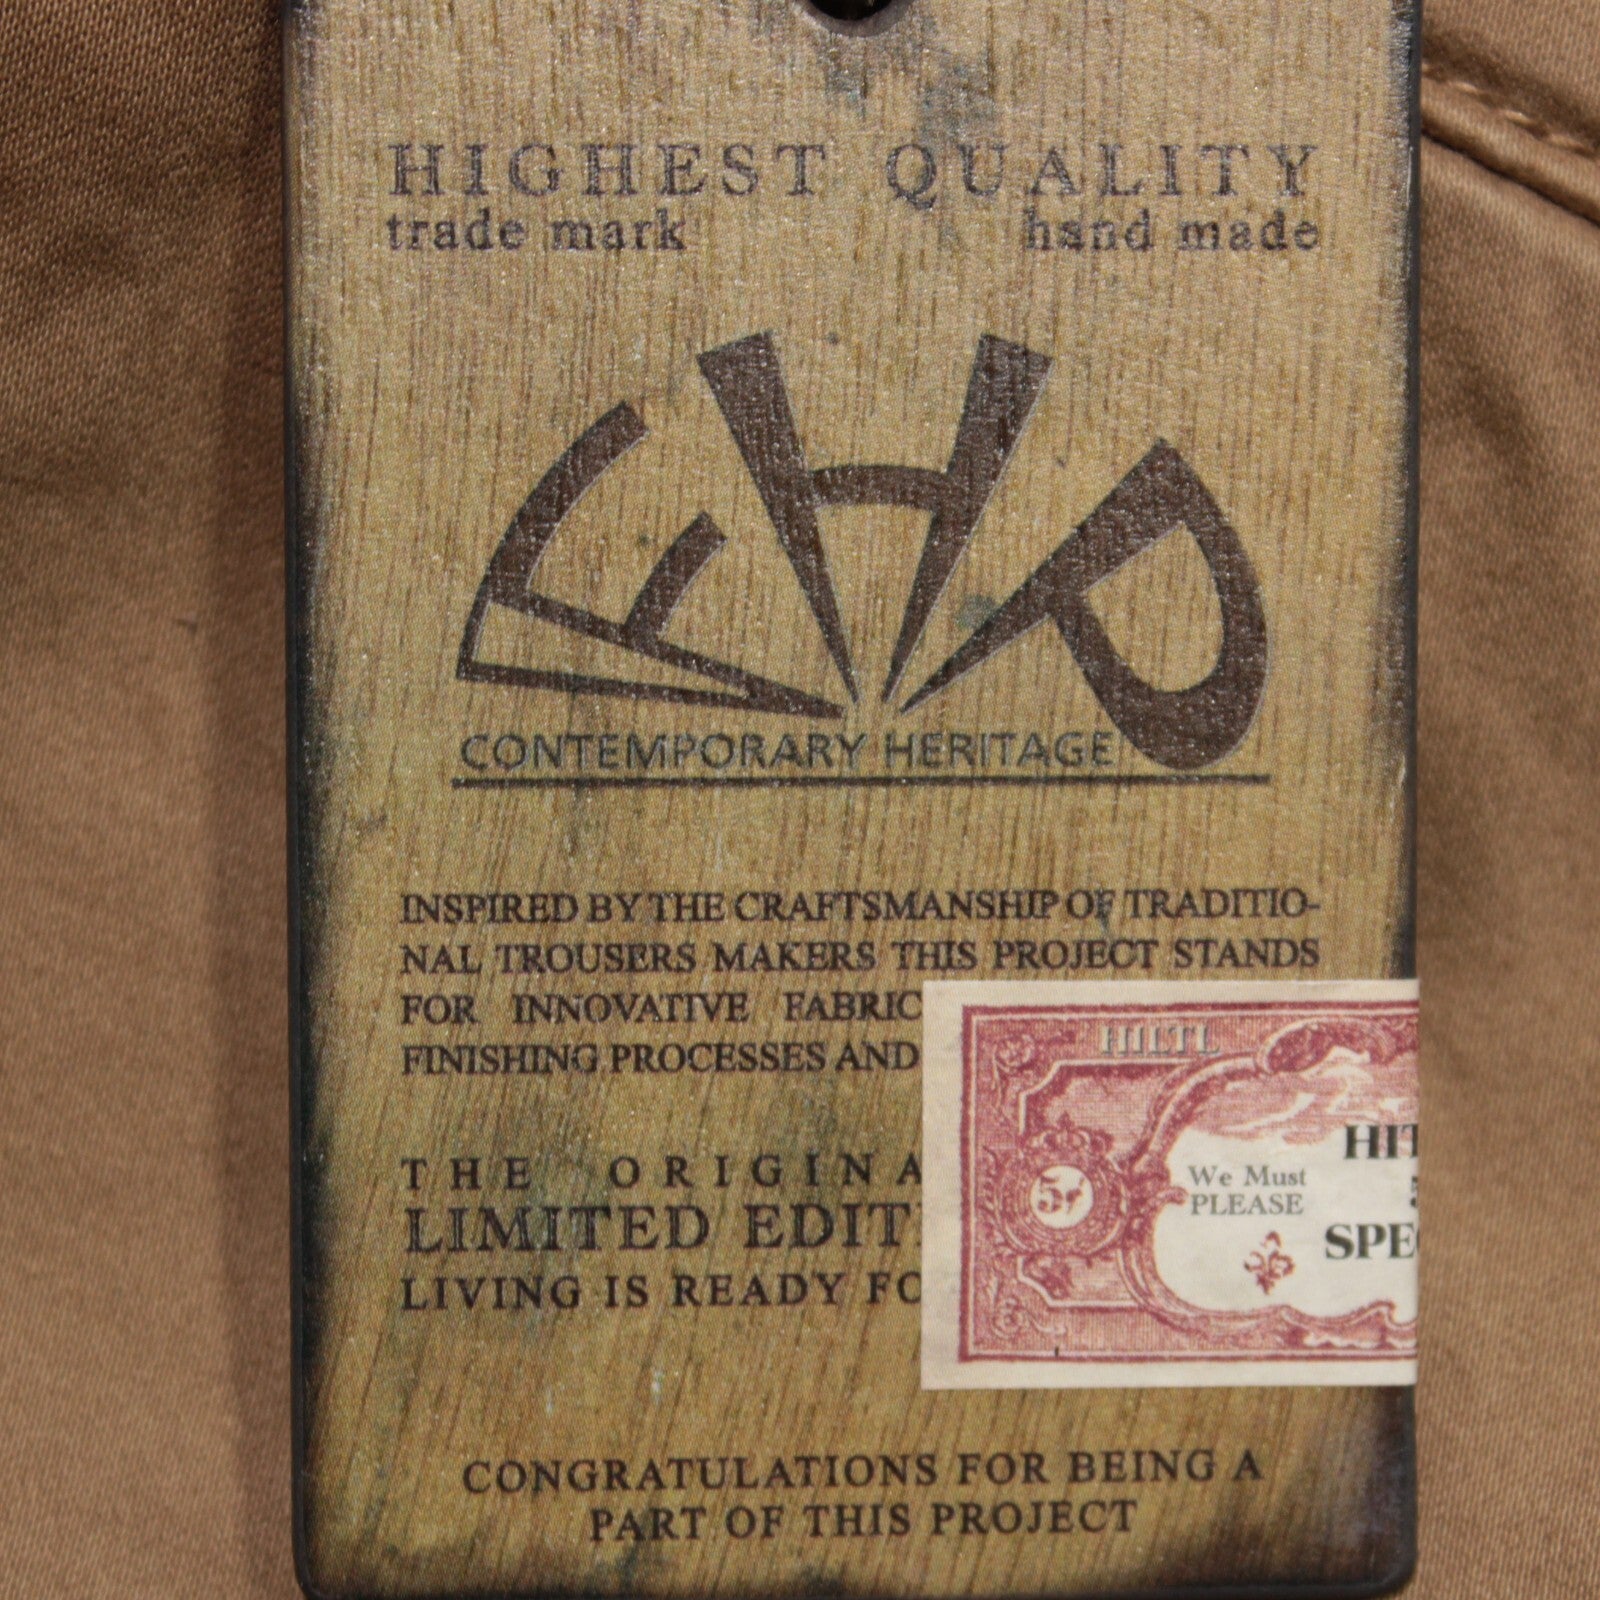 HIGHEST QUALITY
trade mark hand made
FHP
CONTEMPORARY HERITAGE
INSPIRED BY THE CRAFTSMANSHIP OF TRADITIO-
NAL TROUSERS MAKERS THIS PROJECT STANDS
FOR INNOVATIVE FABRIC
FINISHING PROCESSES AND
THE ORIGINA
LIMITED EDIT
LIVING IS READY FO
HILTL
We Must
PLEASE
HIT
SPEC
CONGRATULATIONS FOR BEING A
PART OF THIS PROJECT